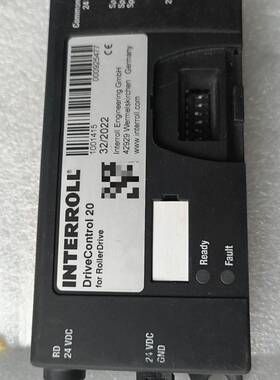 INTERROLL
DriveControl 20
for RollerDrive
1001415
32/2022
Interroll Engineering GmbH
42929 Wermelskirchen Germany
www.interroll.com
000925477
Ready
Fault
RD
24 VDC
24 VDC
GND